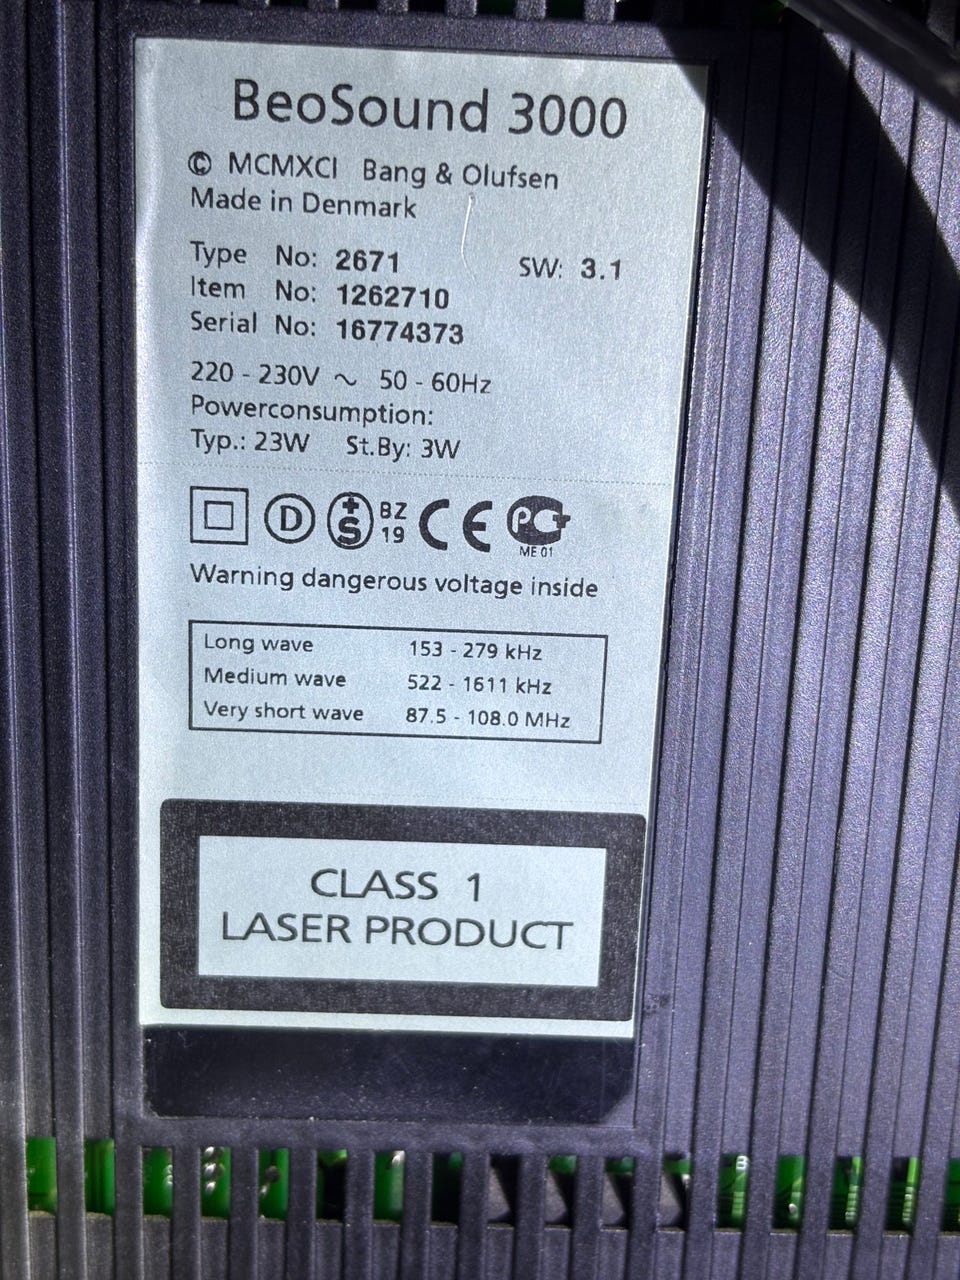 BeoSound 3000
© MCMXCI Bang & Olufsen
Made in Denmark
Type No: 2671 SW: 3.1
Item No: 1262710
Serial No: 16774373
220 - 230V ~ 50 - 60Hz
Powerconsumption:
Typ.: 23W St.By: 3W
D +S BZ 19 CE PCT ME 01
Warning dangerous voltage inside
Long wave 153 - 279 kHz
Medium wave 522 - 1611 kHz
Very short wave 87.5 - 108.0 MHz
CLASS 1
LASER PRODUCT